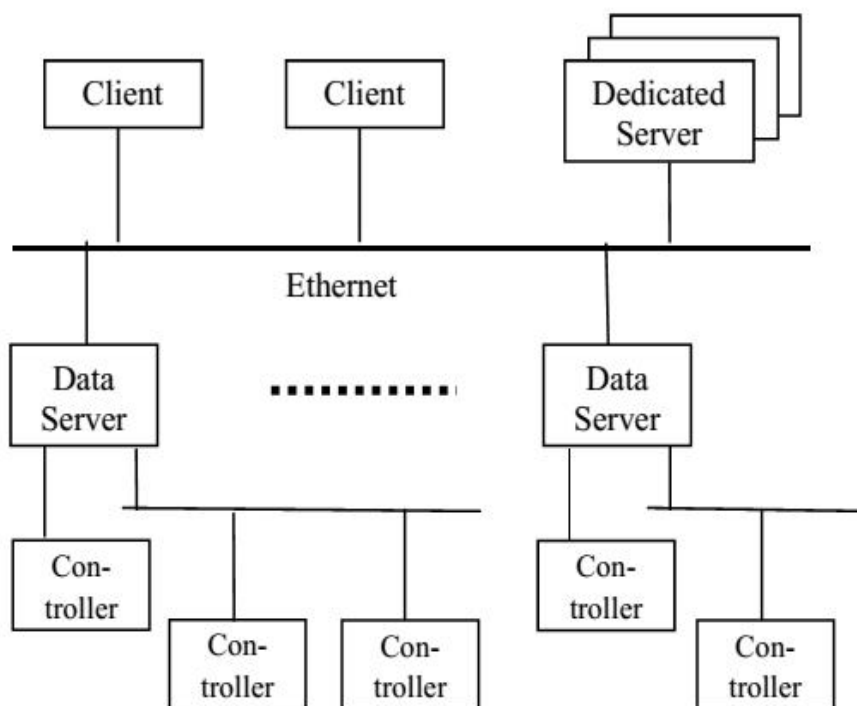 Client
Client
Dedicated
Server
Ethernet
Data
Server
Data
Server
Con-
troller
Con-
troller
Con-
troller
Con-
troller
Con-
troller